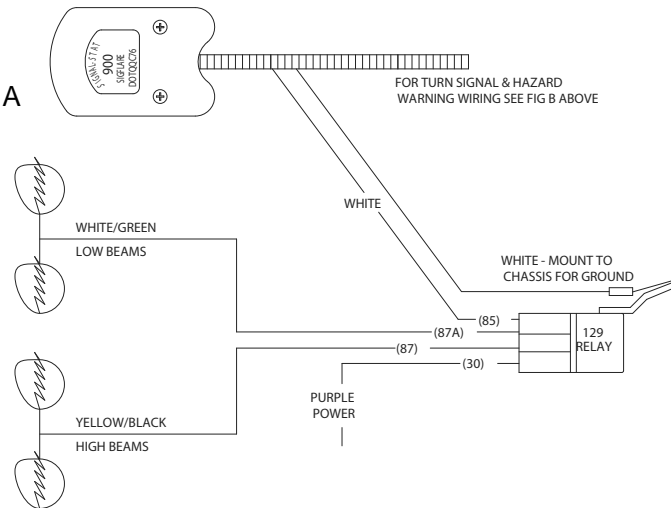 SIGNAL-STAT
900
SIGFLARE
DOTQQC76
A
FOR TURN SIGNAL & HAZARD
WARNING WIRING SEE FIG B ABOVE
WHITE
WHITE/GREEN
LOW BEAMS
WHITE - MOUNT TO
CHASSIS FOR GROUND
(85)
(87A)
129
RELAY
(87)
(30)
PURPLE
POWER
YELLOW/BLACK
HIGH BEAMS